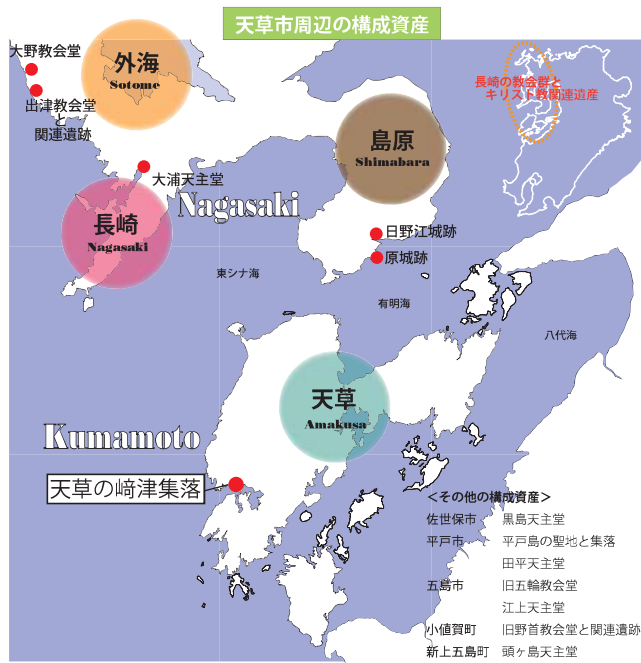 天草市周辺の構成資産
大野教会堂
外海
Sotome
出津教会堂
と
関連遺跡
長崎の教会群と
キリスト教関連遺産
島原
Shimabara
大浦天主堂
Nagasaki
長崎
Nagasaki
日野江城跡
原城跡
東シナ海
有明海
八代海
天草
Amakusa
Kumamoto
天草の﨑津集落
＜その他の構成資産＞
佐世保市 黒島天主堂
平戸市 平戸島の聖地と集落
田平天主堂
五島市 旧五輪教会堂
江上天主堂
小値賀町 旧野首教会堂と関連遺跡
新上五島町 頭ヶ島天主堂